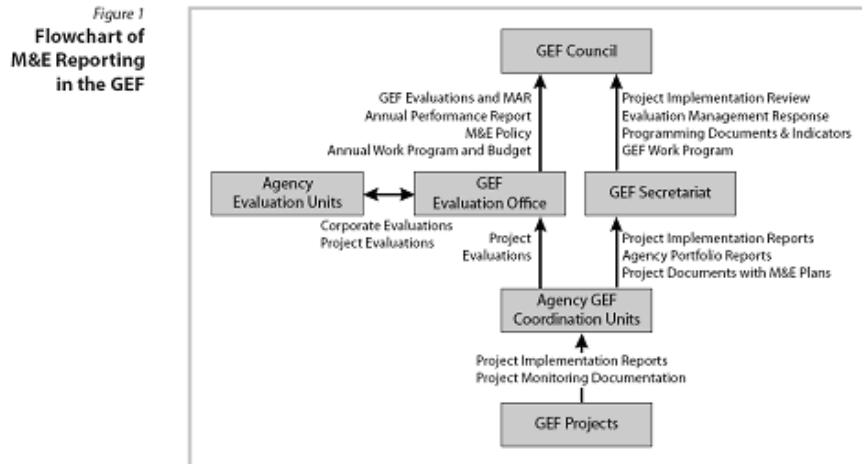 Figure 1
Flowchart of
M&E Reporting
in the GEF
GEF Council
GEF Evaluations and MAR
Annual Performance Report
M&E Policy
Annual Work Program and Budget
Project Implementation Review
Evaluation Management Response
Programming Documents & Indicators
GEF Work Program
Agency
Evaluation Units
GEF
Evaluation Office
GEF Secretariat
Corporate Evaluations
Project Evaluations
Project
Evaluations
Project Implementation Reports
Agency Portfolio Reports
Project Documents with M&E Plans
Agency GEF
Coordination Units
Project Implementation Reports
Project Monitoring Documentation
GEF Projects